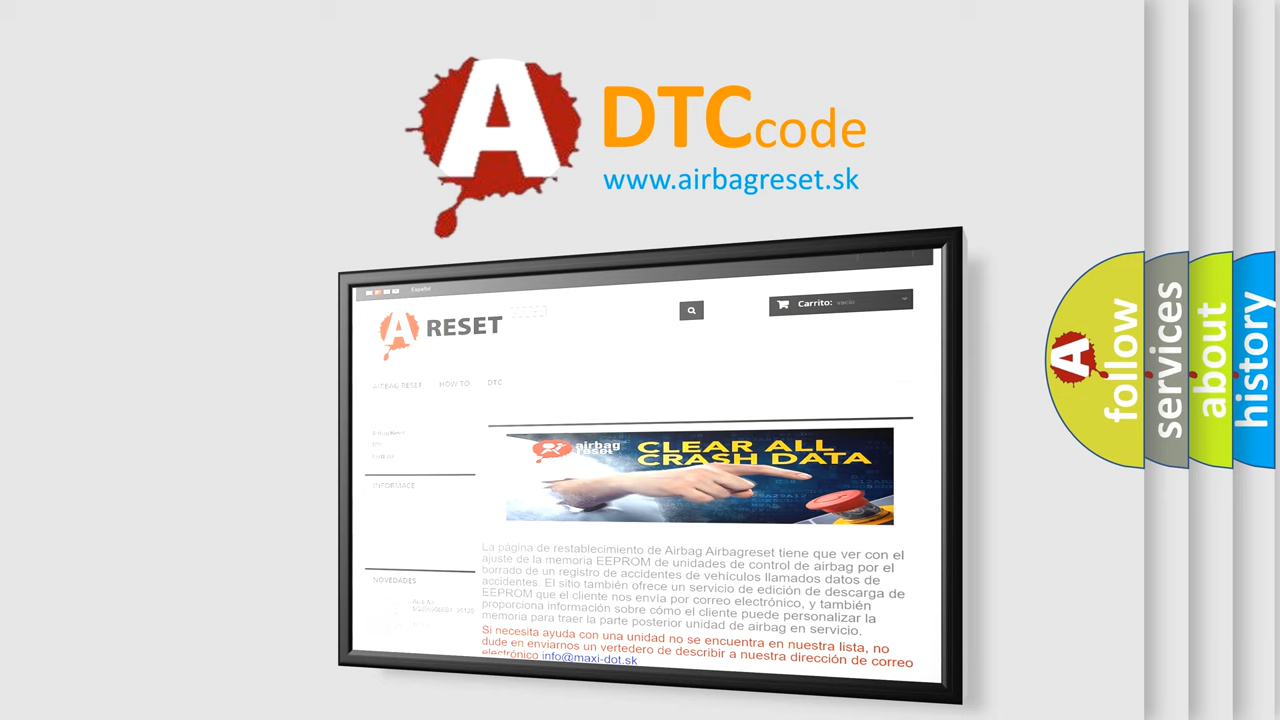 A DTCcode
www.airbagreset.sk
Español
Carrito: vacío
A RESET
AIRBAG RESET HOW TO DTC
airbag reset
CLEAR ALL
CRASH DATA
INFORMACE
NOVEDADES
La página de restablecimiento de Airbag Airbagreset tiene que ver con el
ajuste de la memoria EEPROM de unidades de control de airbag por el
borrado de un registro de accidentes de vehículos llamados datos de
accidentes. El sitio también ofrece un servicio de edición de descarga de
EEPROM que el cliente nos envía por correo electrónico, y también
proporciona información sobre cómo el cliente puede personalizar la
memoria para traer la parte posterior unidad de airbag en servicio.
Si necesita ayuda con una unidad no se encuentra en nuestra lista, no
dude en enviarnos un vertedero de describir a nuestra dirección de correo
electrónico info@maxi-dot.sk
A follow
services
about
history